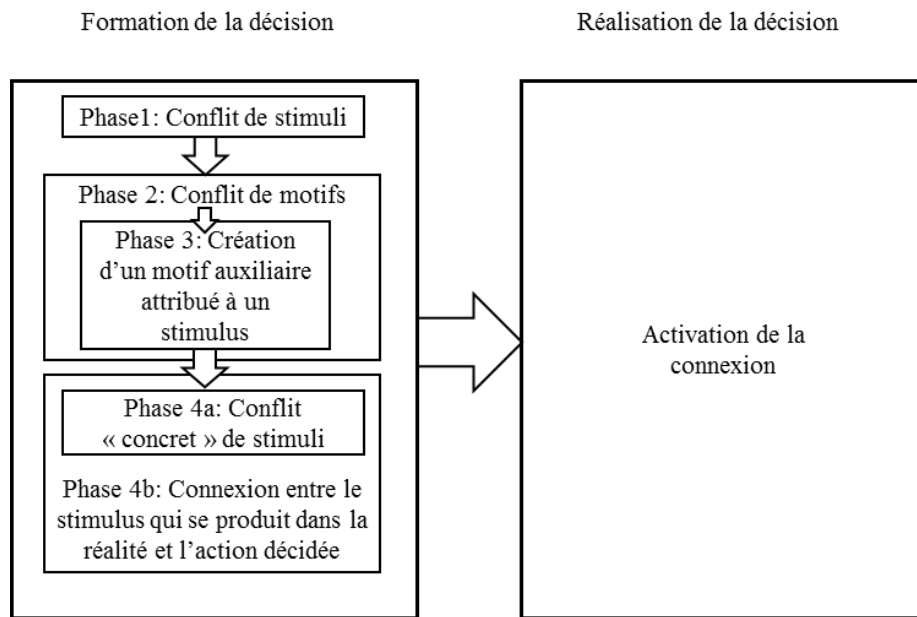 Formation de la décision
Réalisation de la décision
Phase1: Conflit de stimuli
Phase 2: Conflit de motifs
Phase 3: Création
d’un motif auxiliaire
attribué à un
stimulus
Phase 4a: Conflit
« concret » de stimuli
Phase 4b: Connexion entre le
stimulus qui se produit dans la
réalité et l’action décidée
Activation de la
connexion